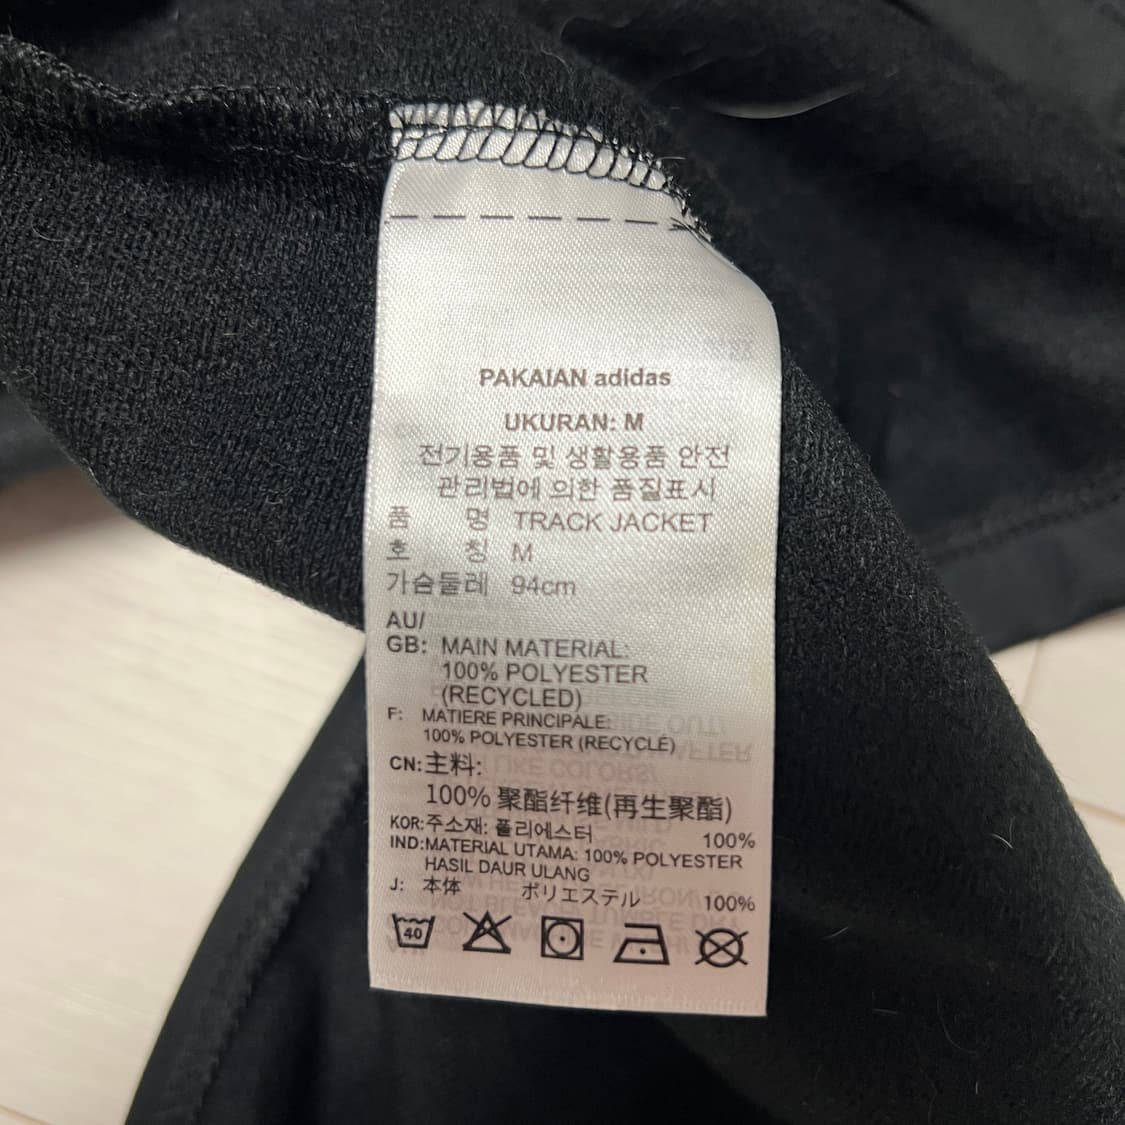 PAKAIAN adidas
UKURAN: M
전기용품 및 생활용품 안전
관리법에 의한 품질표시
품 명 TRACK JACKET
호 칭 M
가슴둘레 94cm
AU/
GB: MAIN MATERIAL:
100% POLYESTER
(RECYCLED)
F: MATIERE PRINCIPALE:
100% POLYESTER (RECYCLÉ)
CN:主料:
100% 聚酯纤维(再生聚酯)
KOR:주소재: 폴리에스터 100%
IND:MATERIAL UTAMA: 100% POLYESTER
HASIL DAUR ULANG
J: 本体 ポリエステル 100%
40